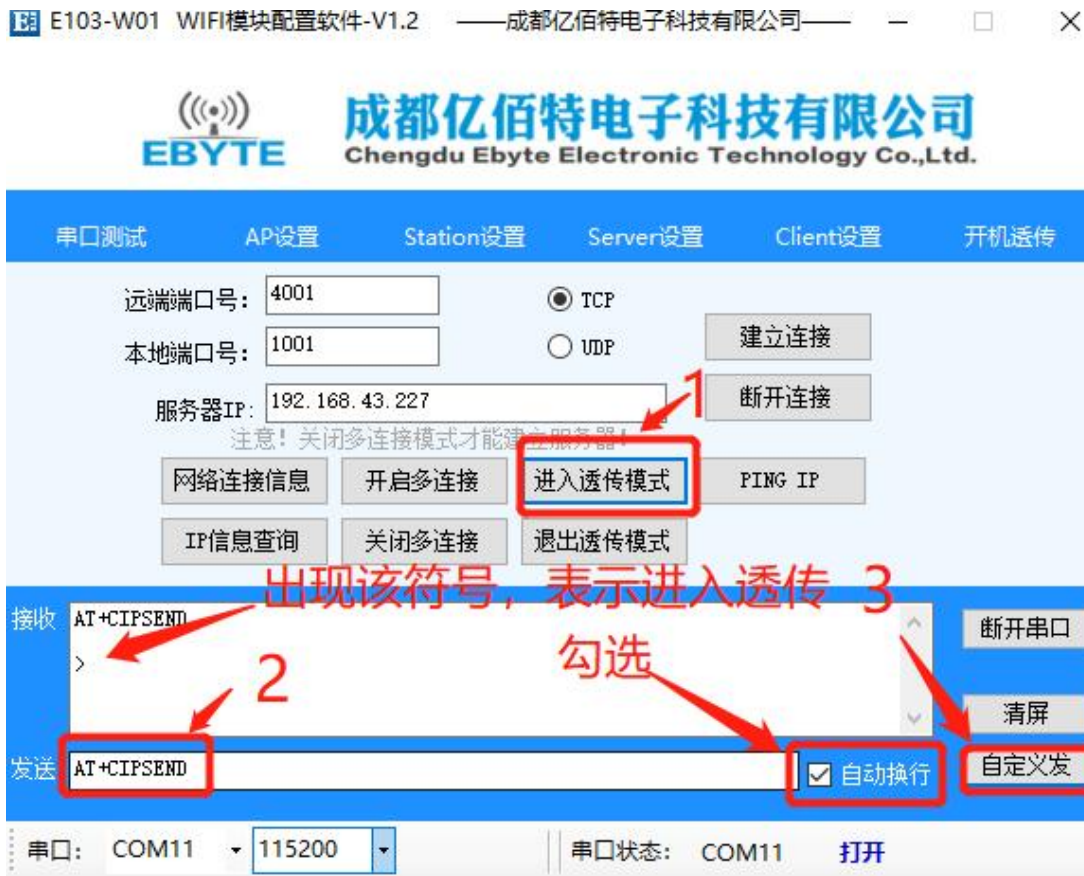 E103-W01 WIFI模块配置软件-V1.2 ——成都亿佰特电子科技有限公司——
EBYTE
成都亿佰特电子科技有限公司
Chengdu Ebyte Electronic Technology Co.,Ltd.
串口测试 AP设置 Station设置 Server设置 Client设置 开机透传
远端端口号: 4001 TCP
本地端口号: 1001 UDP
建立连接
服务器IP: 192.168.43.227
断开连接
1
注意! 关闭多连接模式才能建立服务器!
网络连接信息 开启多连接 进入透传模式 PING IP
IP信息查询 关闭多连接 退出透传模式
出现该符号，表示进入透传 3
接收 AT+CIPSEND
>
断开串口
勾选
2
清屏
发送 AT+CIPSEND 自动换行 自定义发
串口: COM11 115200 串口状态: COM11 打开